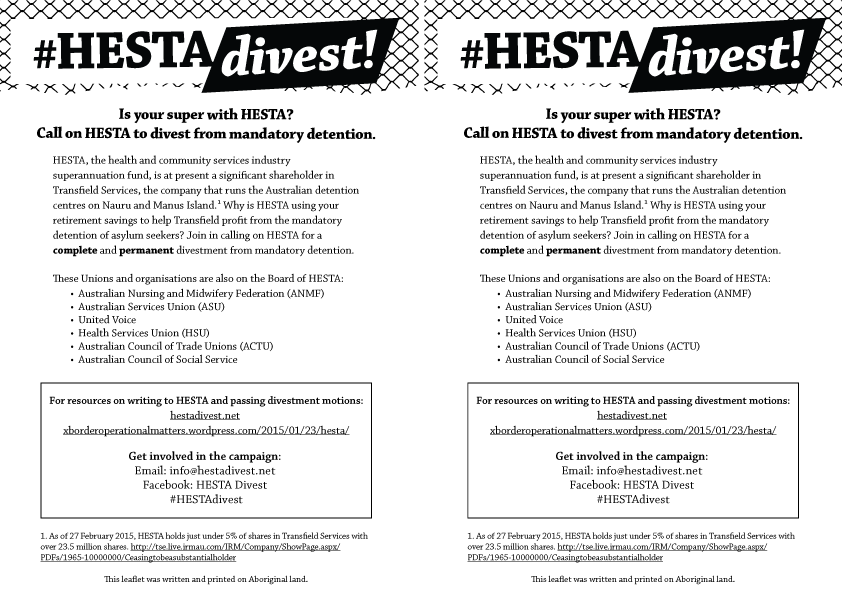 #HESTA divest!
Is your super with HESTA?
Call on HESTA to divest from mandatory detention.
HESTA, the health and community services industry
superannuation fund, is at present a significant shareholder in
Transfield Services, the company that runs the Australian detention
centres on Nauru and Manus Island.¹ Why is HESTA using your
retirement savings to help Transfield profit from the mandatory
detention of asylum seekers? Join in calling on HESTA for a
complete and permanent divestment from mandatory detention.
These Unions and organisations are also on the Board of HESTA:
• Australian Nursing and Midwifery Federation (ANMF)
• Australian Services Union (ASU)
• United Voice
• Health Services Union (HSU)
• Australian Council of Trade Unions (ACTU)
• Australian Council of Social Service
For resources on writing to HESTA and passing divestment motions:
hestadivest.net
xborderoperationalmatters.wordpress.com/2015/01/23/hesta/
Get involved in the campaign:
Email: info@hestadivest.net
Facebook: HESTA Divest
#HESTAdivest
1. As of 27 February 2015, HESTA holds just under 5% of shares in Transfield Services with
over 23.5 million shares. http://tse.live.irmau.com/IRM/Company/ShowPage.aspx/
PDFs/1965-10000000/Ceasingtobeasubstantialholder
This leaflet was written and printed on Aboriginal land.
#HESTA divest!
Is your super with HESTA?
Call on HESTA to divest from mandatory detention.
HESTA, the health and community services industry
superannuation fund, is at present a significant shareholder in
Transfield Services, the company that runs the Australian detention
centres on Nauru and Manus Island.¹ Why is HESTA using your
retirement savings to help Transfield profit from the mandatory
detention of asylum seekers? Join in calling on HESTA for a
complete and permanent divestment from mandatory detention.
These Unions and organisations are also on the Board of HESTA:
• Australian Nursing and Midwifery Federation (ANMF)
• Australian Services Union (ASU)
• United Voice
• Health Services Union (HSU)
• Australian Council of Trade Unions (ACTU)
• Australian Council of Social Service
For resources on writing to HESTA and passing divestment motions:
hestadivest.net
xborderoperationalmatters.wordpress.com/2015/01/23/hesta/
Get involved in the campaign:
Email: info@hestadivest.net
Facebook: HESTA Divest
#HESTAdivest
1. As of 27 February 2015, HESTA holds just under 5% of shares in Transfield Services with
over 23.5 million shares. http://tse.live.irmau.com/IRM/Company/ShowPage.aspx/
PDFs/1965-10000000/Ceasingtobeasubstantialholder
This leaflet was written and printed on Aboriginal land.